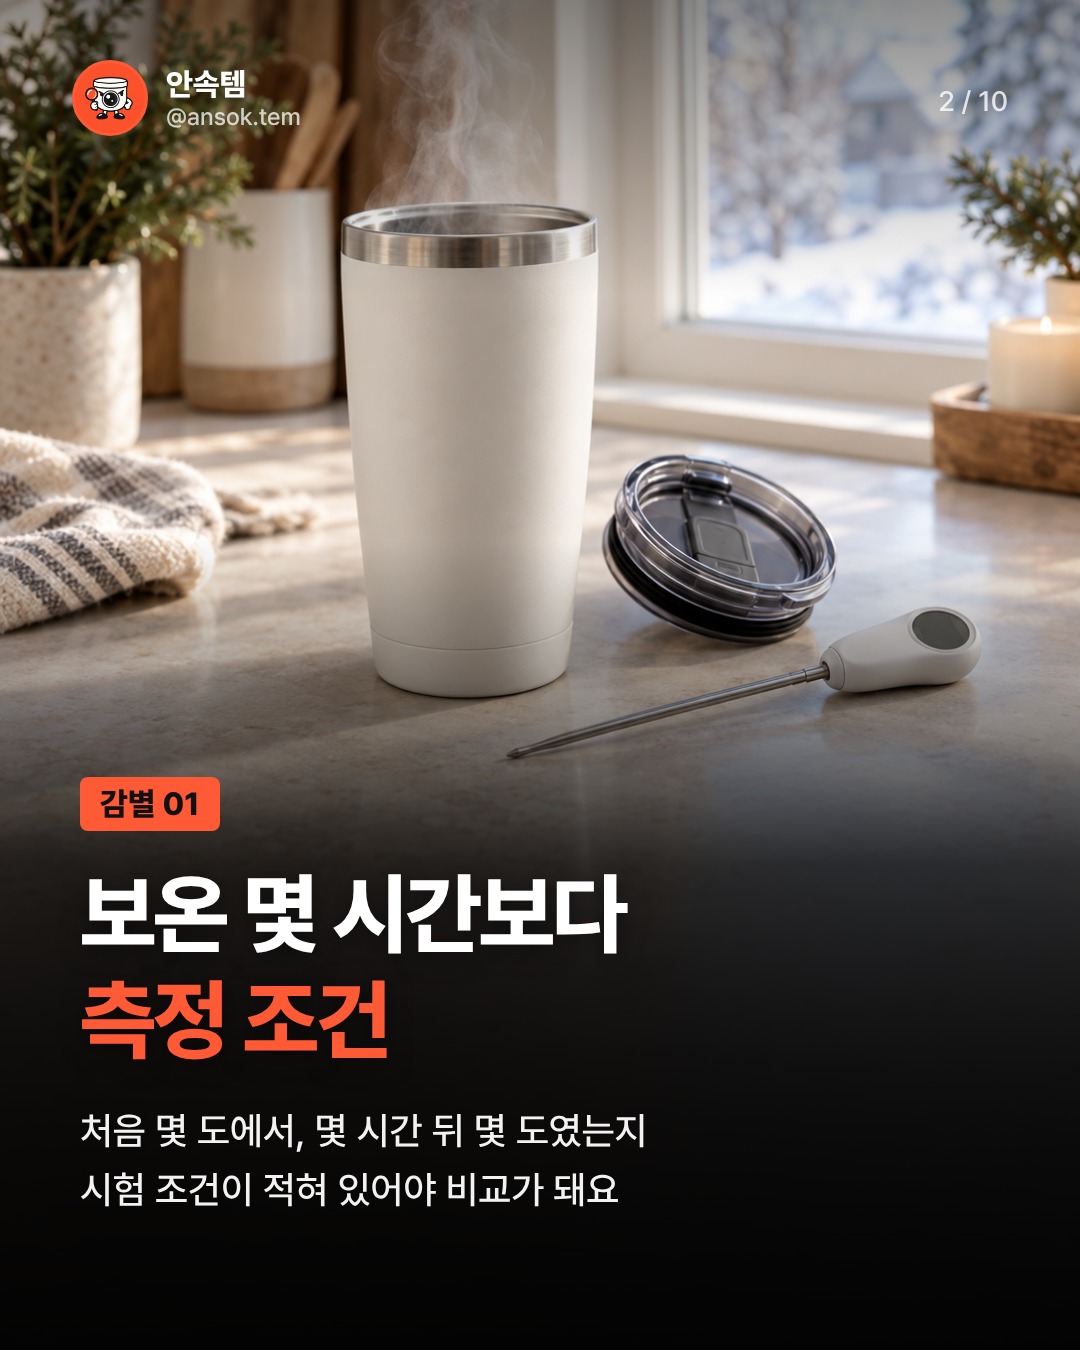 안속템
@ansok.tem
2 / 10
감별 01
보온 몇 시간보다
측정 조건
처음 몇 도에서, 몇 시간 뒤 몇 도였는지
시험 조건이 적혀 있어야 비교가 돼요